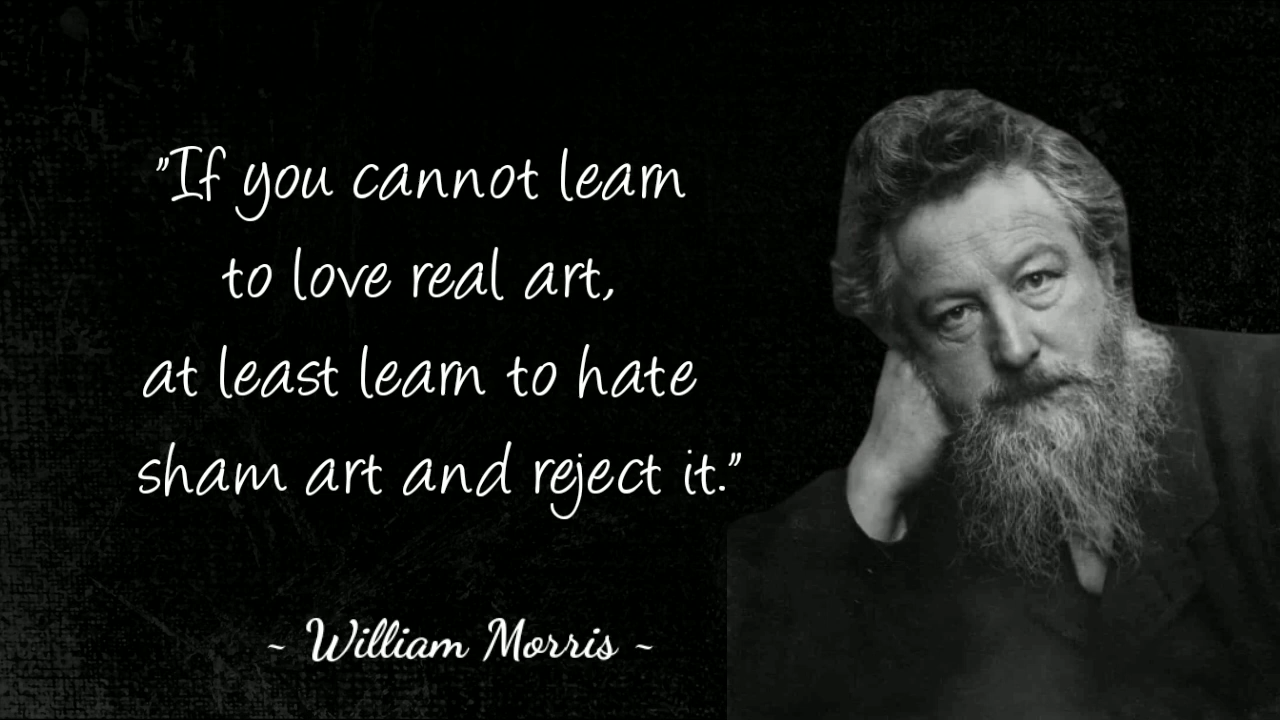 "If you cannot learn
to love real art,
at least learn to hate
sham art and reject it."
~ William Morris ~